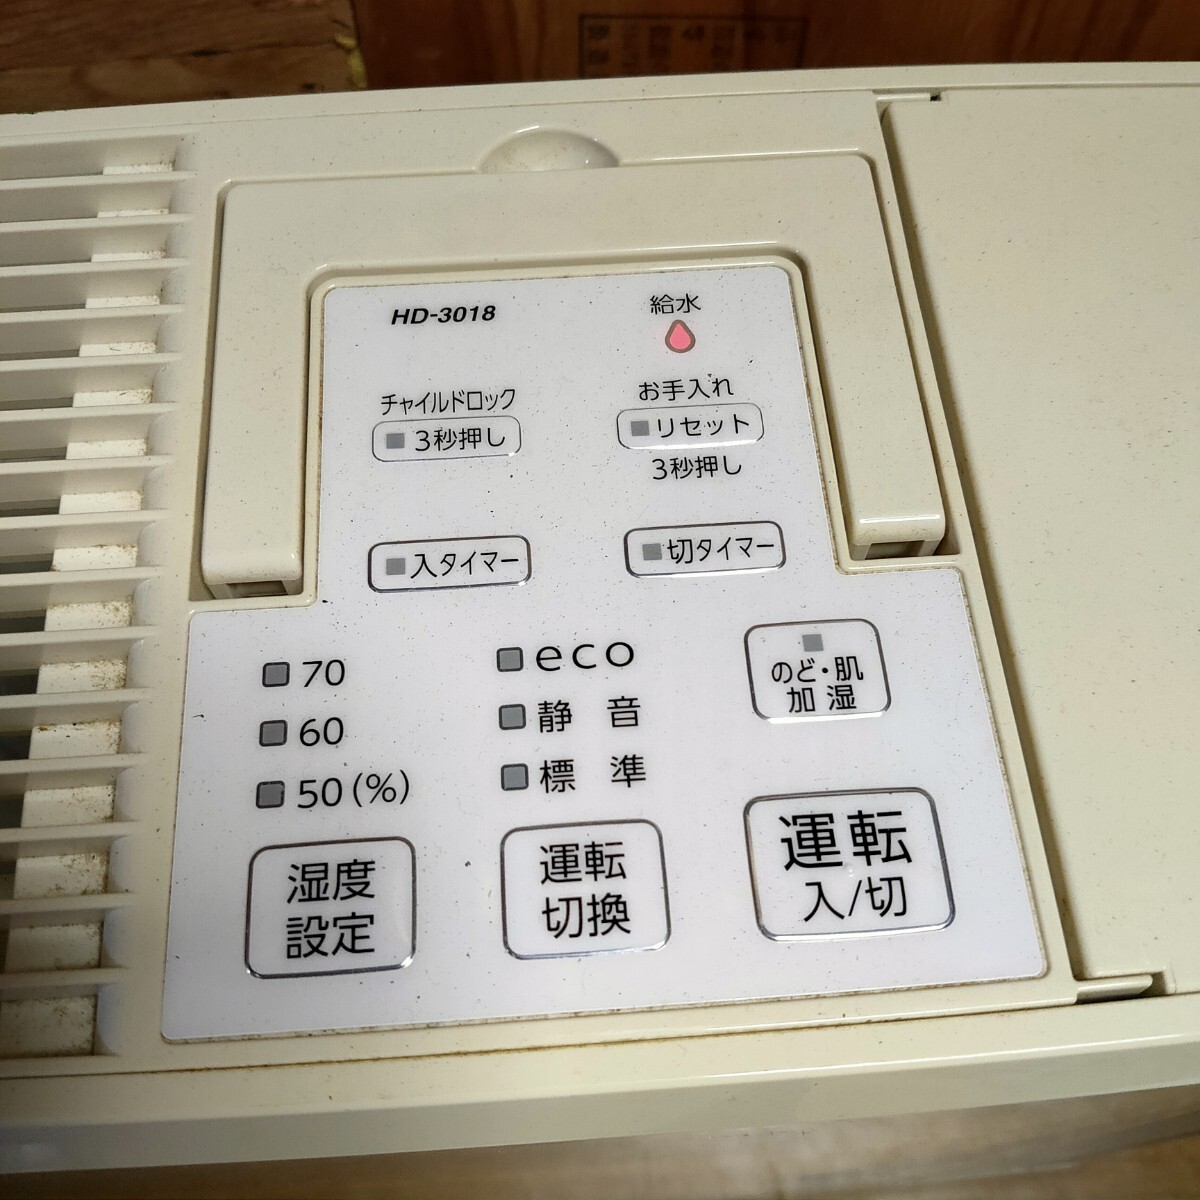 HD-3018
給水
チャイルドロック
3秒押し
お手入れ
リセット
3秒押し
入タイマー
切タイマー
70
60
50(%)
湿度
設定
eco
静音
標準
運転
切換
のど・肌
加湿
運転
入/切